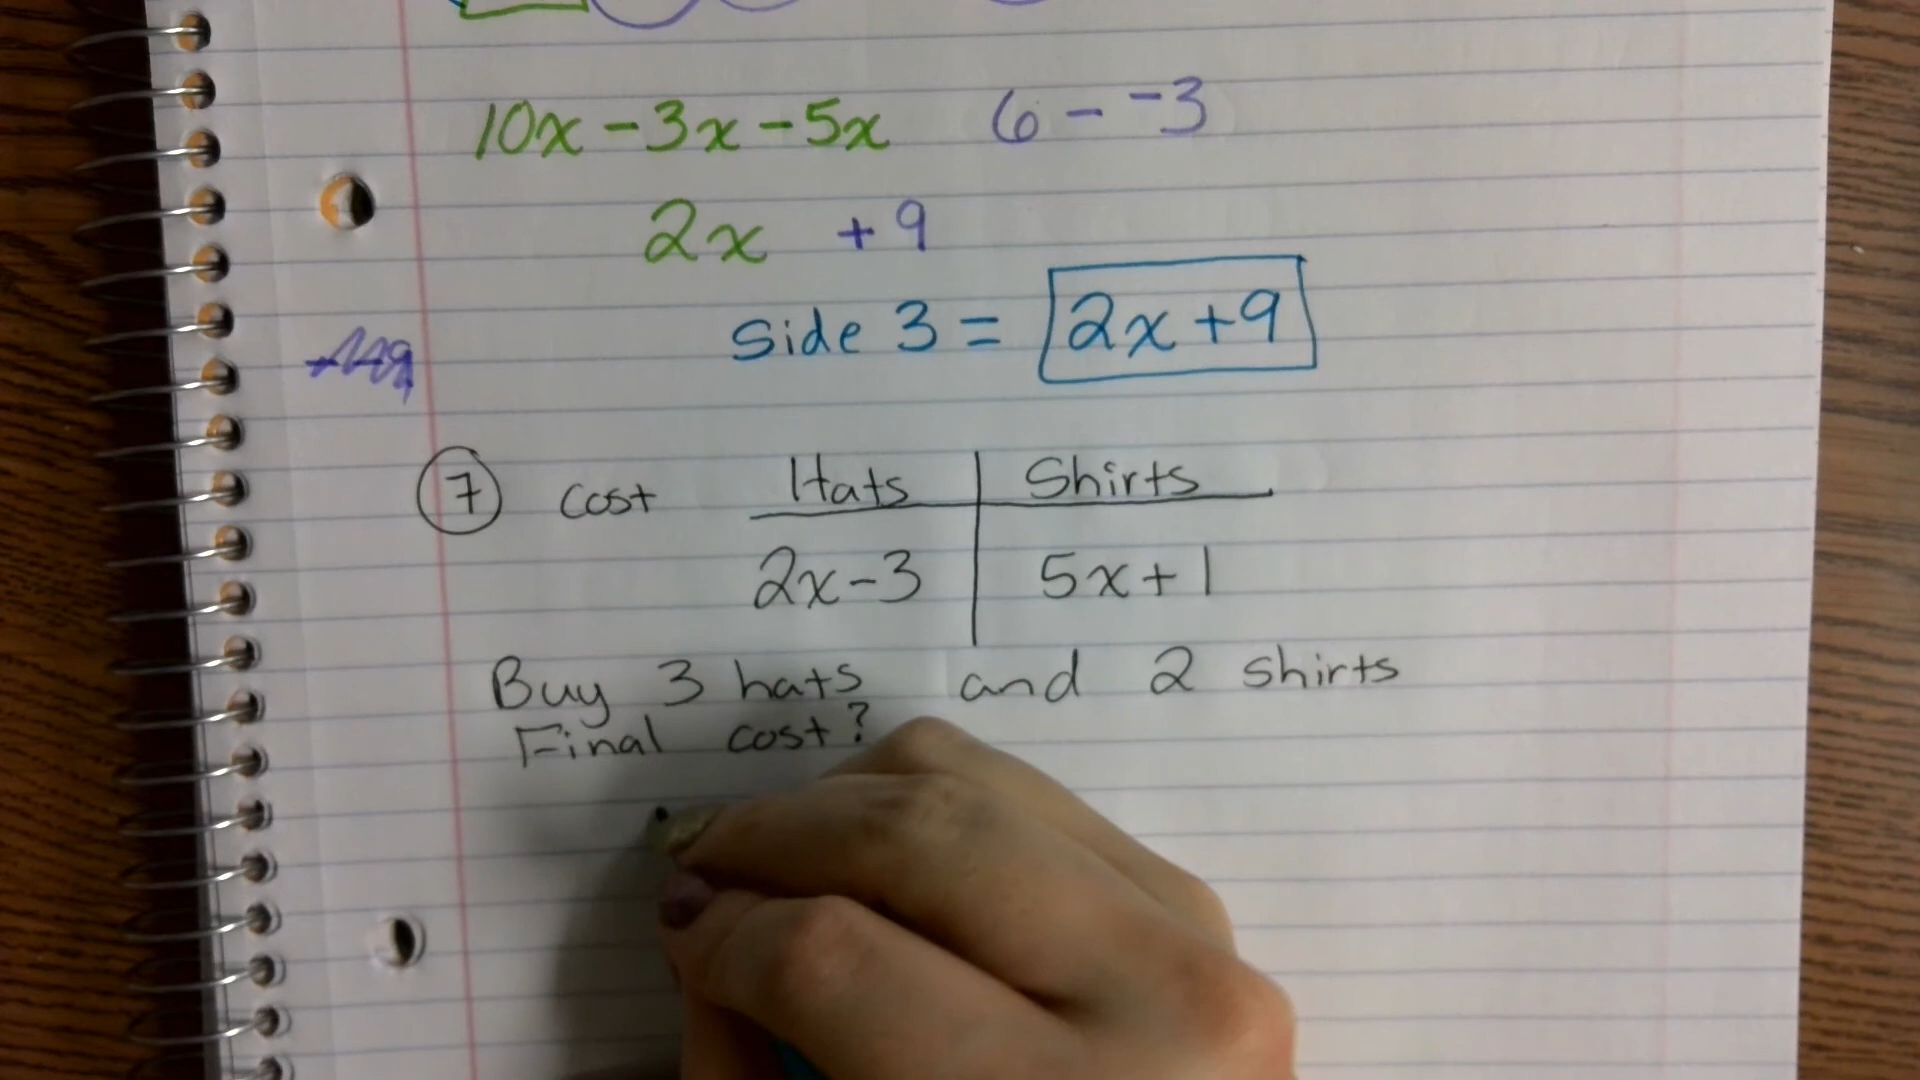 10x - 3x - 5x 6 - -3
2x + 9
side 3 = 2x + 9
7 cost Hats Shirts
2x - 3 5x + 1
Buy 3 hats and 2 shirts
Final cost?